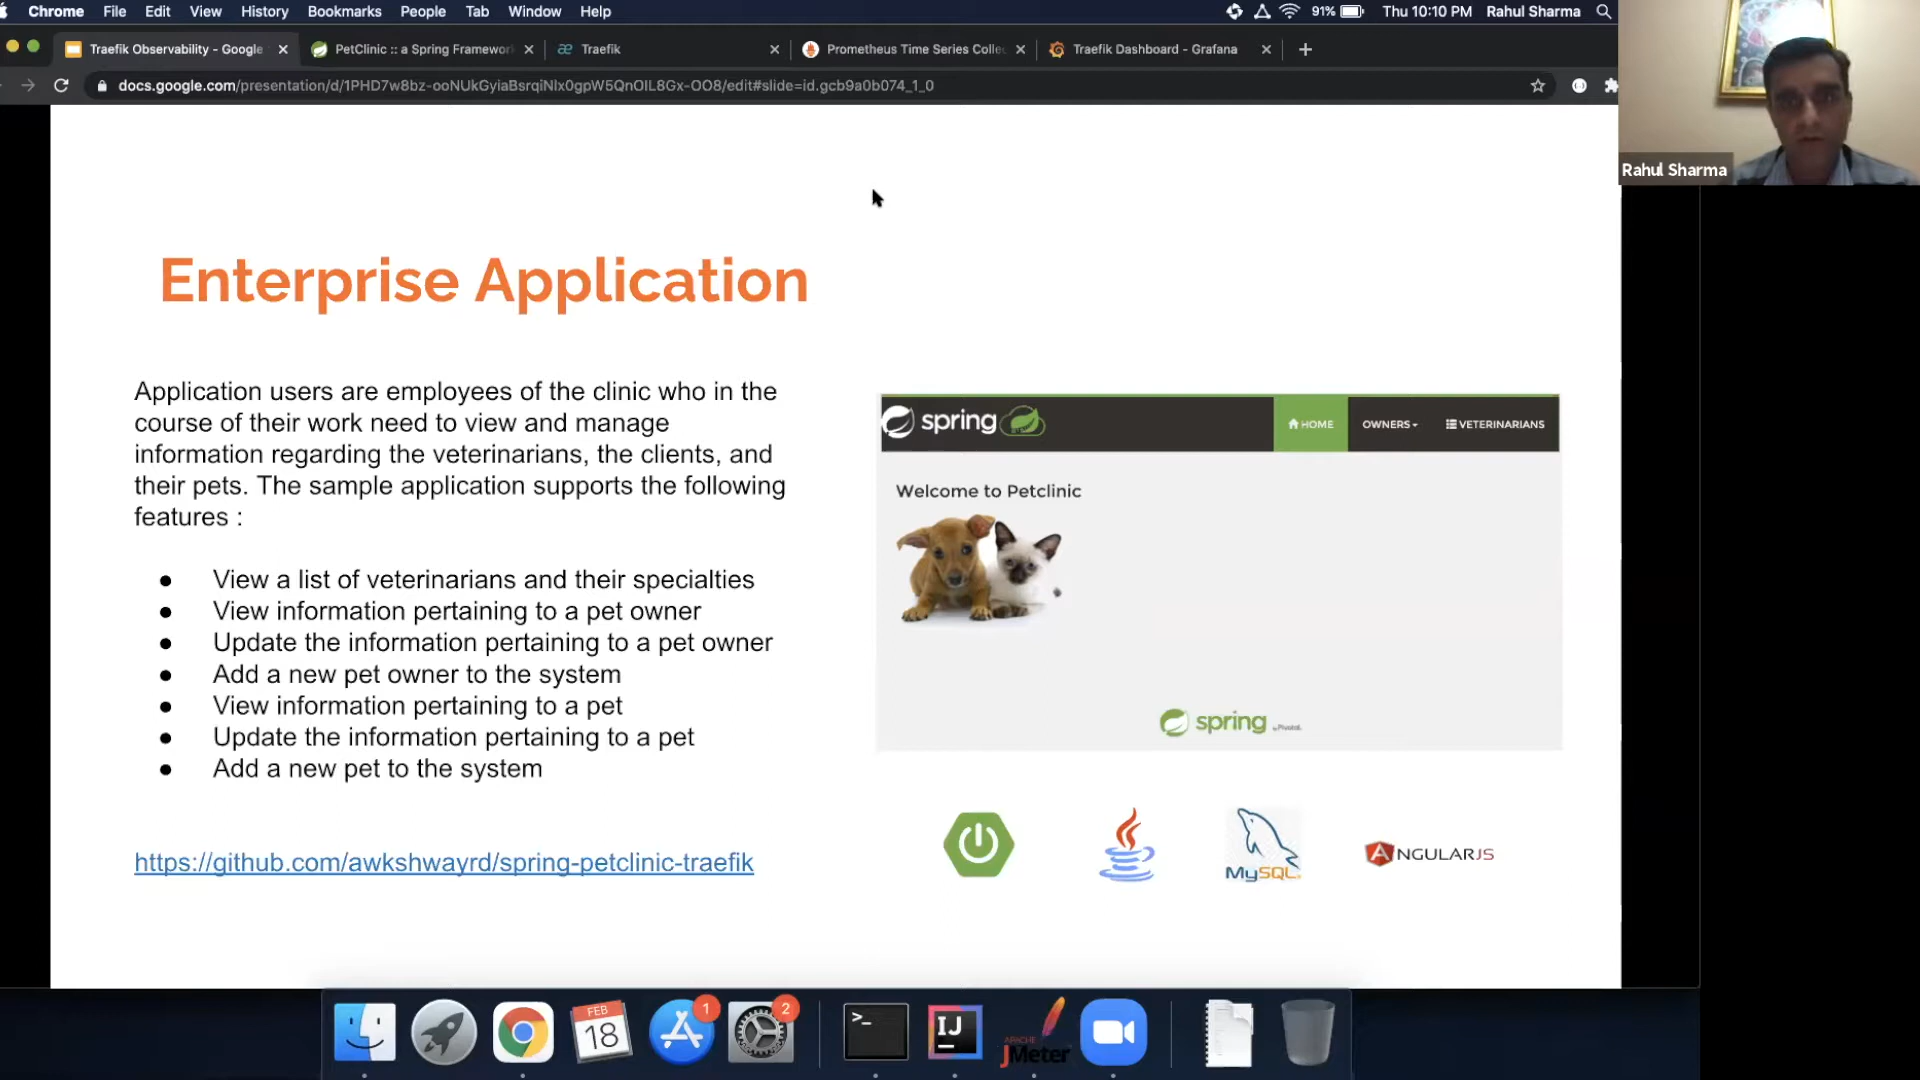 Chrome File Edit View History Bookmarks People Tab Window Help 91% Thu 10:10 PM Rahul Sharma
Traefik Observability - Google PetClinic :: a Spring Framework Traefik Prometheus Time Series Colle Traefik Dashboard - Grafana
docs.google.com/presentation/d/1PHD7w8bz-ooNUkGyiaBsrqiNlx0gpW5QnOIL8Gx-OO8/edit#slide=id.gcb9a0b074_1_0
Rahul Sharma
Enterprise Application
Application users are employees of the clinic who in the
course of their work need to view and manage
information regarding the veterinarians, the clients, and
their pets. The sample application supports the following
features :
● View a list of veterinarians and their specialties
● View information pertaining to a pet owner
● Update the information pertaining to a pet owner
● Add a new pet owner to the system
● View information pertaining to a pet
● Update the information pertaining to a pet
● Add a new pet to the system
https://github.com/awkshwayrd/spring-petclinic-traefik
spring HOME OWNERS VETERINARIANS
Welcome to Petclinic
spring by Pivotal.
MySQL
ANGULARJS
FEB
18
1
2
>_
IJ
APACHE
JMeter